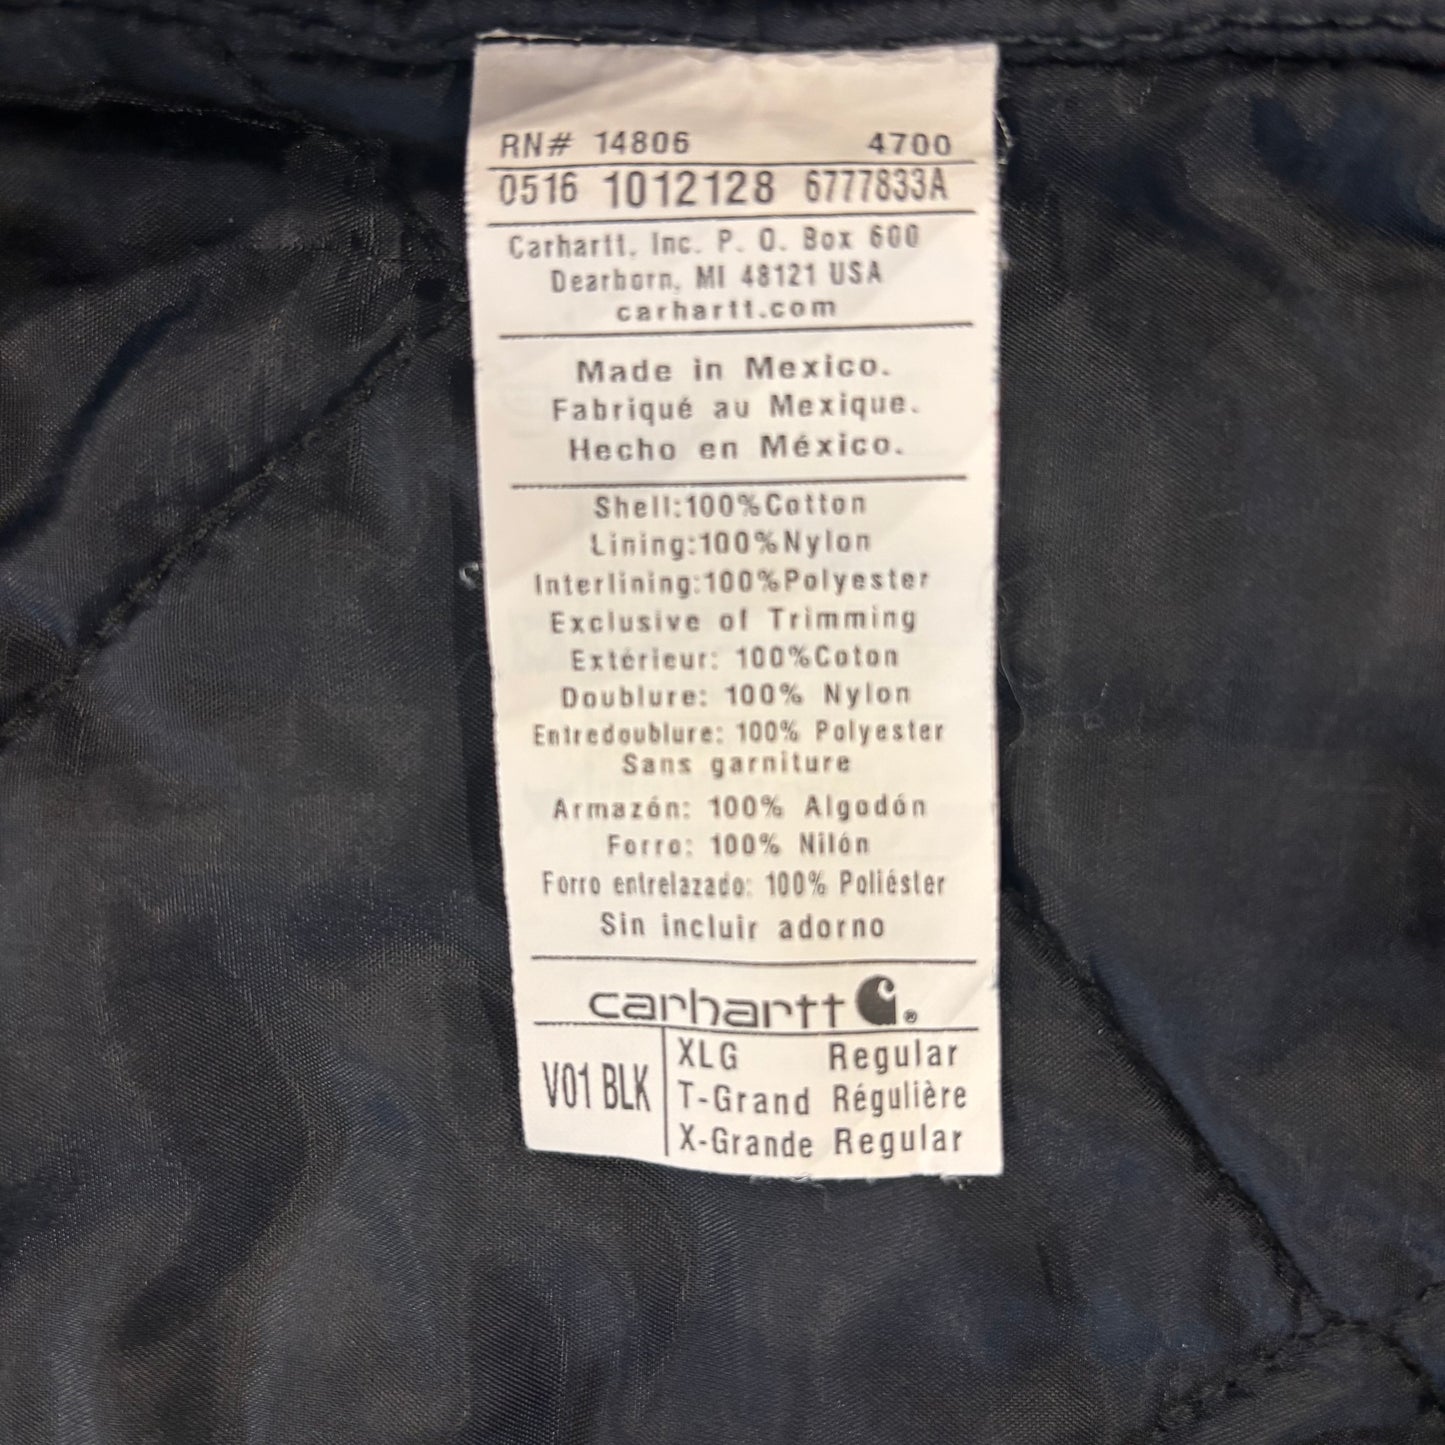 RN# 14806 4700
0516 1012128 6777833A
Carhartt, Inc. P. O. Box 600
Dearborn, MI 48121 USA
carhartt.com
Made in Mexico.
Fabriqué au Mexique.
Hecho en México.
Shell:100%Cotton
Lining:100%Nylon
Interlining:100%Polyester
Exclusive of Trimming
Extérieur: 100%Coton
Doublure: 100% Nylon
Entredoublure: 100% Polyester
Sans garniture
Armazón: 100% Algodón
Forro: 100% Nilón
Forro entrelazado: 100% Poliéster
Sin incluir adorno
carhartt ®
V01 BLK
XLG Regular
T-Grand Régulière
X-Grande Regular